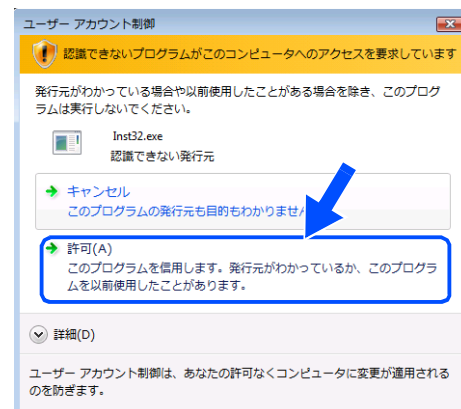 ユーザー アカウント制御
認識できないプログラムがこのコンピュータへのアクセスを要求しています
発行元がわかっている場合や以前使用したことがある場合を除き、このプログ
ラムは実行しないでください。
Inst32.exe
認識できない発行元
キャンセル
このプログラムの発行元も目的もわかりません
許可(A)
このプログラムを信用します。発行元がわかっているか、このプログラ
ムを以前使用したことがあります。
詳細(D)
ユーザー アカウント制御は、あなたの許可なくコンピュータに変更が適用される
のを防ぎます。